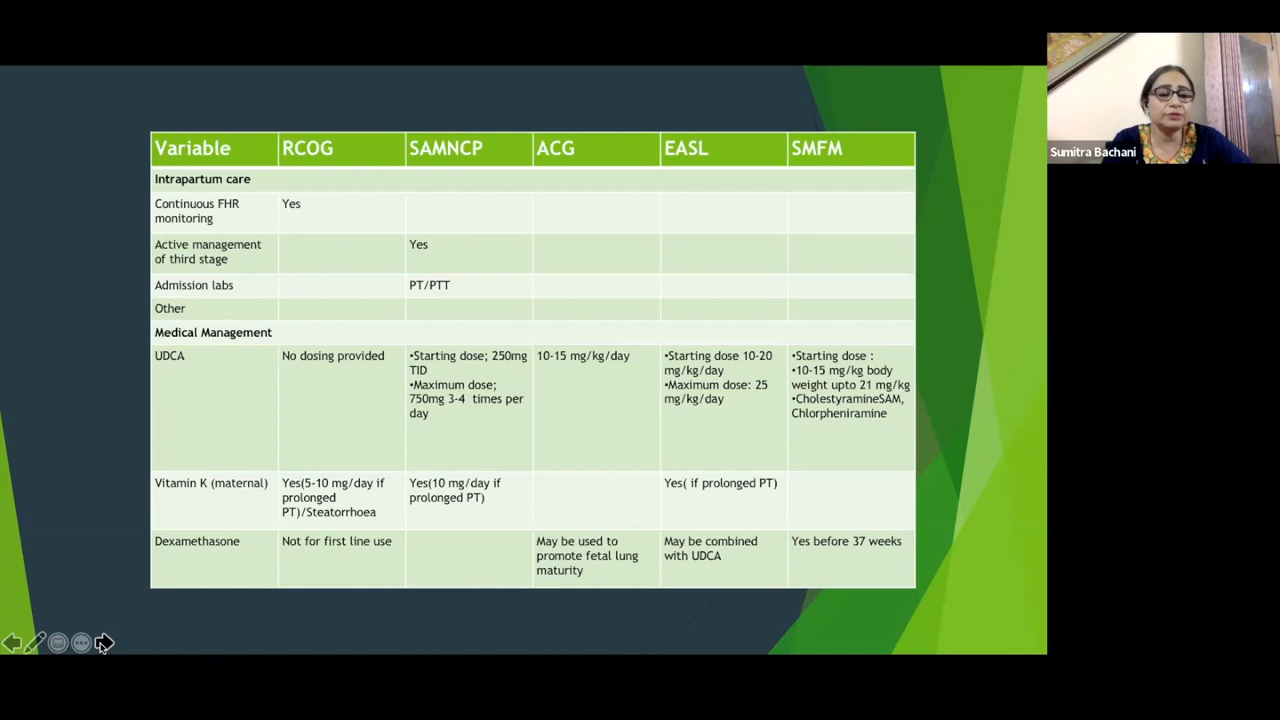 Variable RCOG SAMNCP ACG EASL SMFM
Intrapartum care
Continuous FHR monitoring Yes
Active management of third stage Yes
Admission labs PT/PTT
Other
Medical Management
UDCA
No dosing provided
•Starting dose; 250mg
TID
•Maximum dose;
750mg 3-4 times per
day
10-15 mg/kg/day
•Starting dose 10-20
mg/kg/day
•Maximum dose: 25
mg/kg/day
•Starting dose :
•10-15 mg/kg body
weight upto 21 mg/kg
•CholestyramineSAM,
Chlorpheniramine
Vitamin K (maternal)
Yes(5-10 mg/day if
prolonged
PT)/Steatorrhoea
Yes(10 mg/day if
prolonged PT)
Yes( if prolonged PT)
Dexamethasone
Not for first line use
May be used to
promote fetal lung
maturity
May be combined
with UDCA
Yes before 37 weeks
Sumitra Bachani